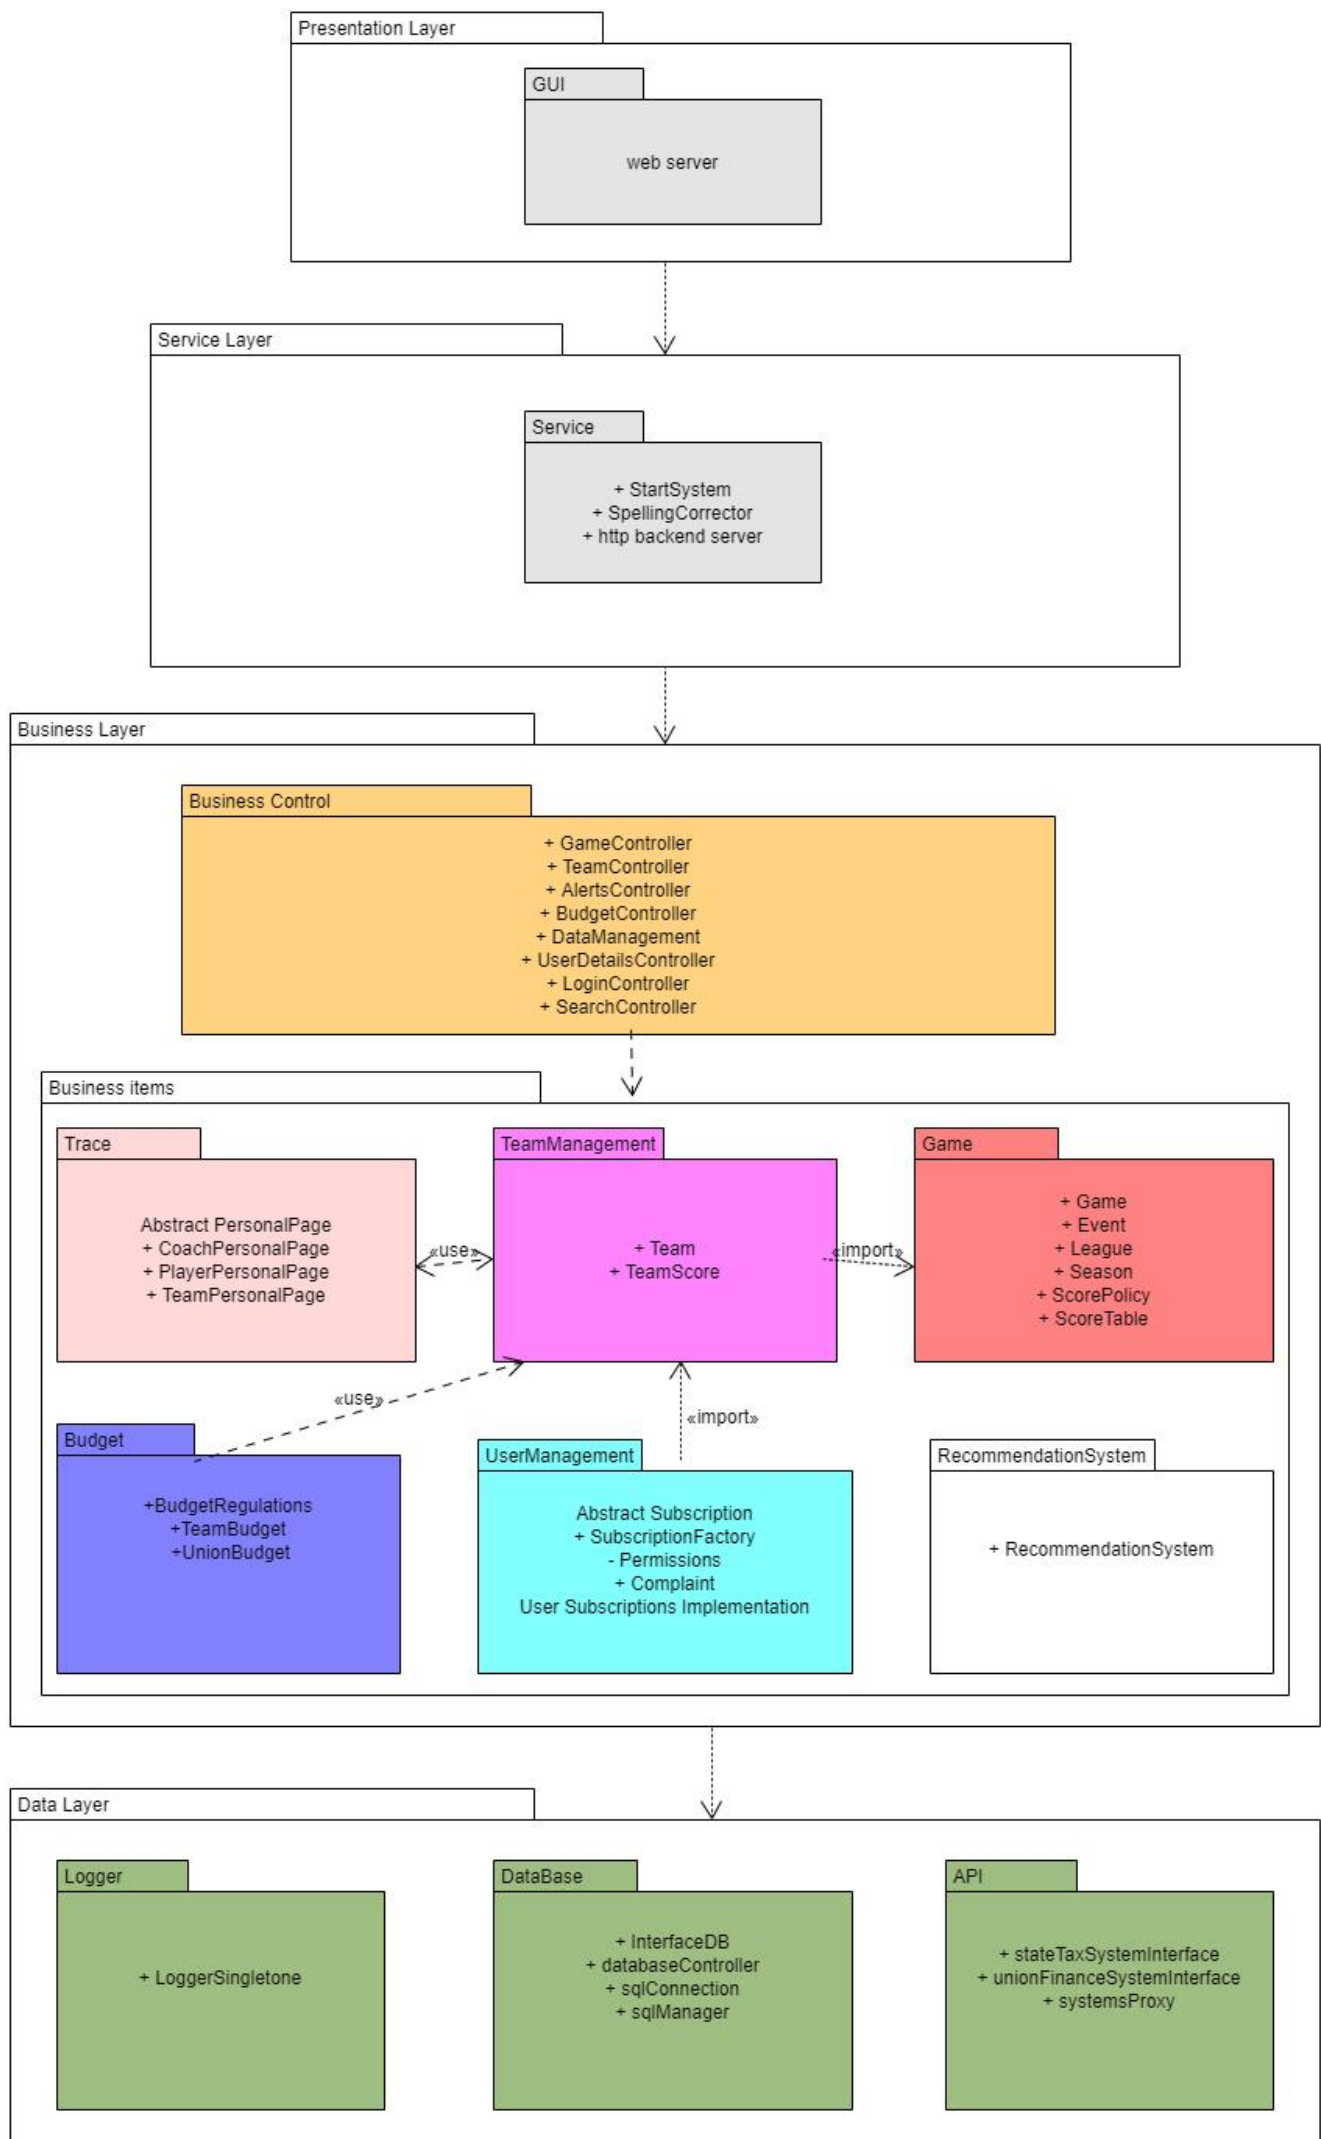 Presentation Layer
GUI
web server
Service Layer
Service
+ StartSystem
+ SpellingCorrector
+ http backend server
Business Layer
Business Control
+ GameController
+ TeamController
+ AlertsController
+ BudgetController
+ DataManagement
+ UserDetailsController
+ LoginController
+ SearchController
Business items
Trace
Abstract PersonalPage
+ CoachPersonalPage
+ PlayerPersonalPage
+ TeamPersonalPage
«use»
TeamManagement
+ Team
+ TeamScore
«import»
Game
+ Game
+ Event
+ League
+ Season
+ ScorePolicy
+ ScoreTable
«use»
«import»
Budget
+BudgetRegulations
+TeamBudget
+UnionBudget
UserManagement
Abstract Subscription
+ SubscriptionFactory
- Permissions
+ Complaint
User Subscriptions Implementation
RecommendationSystem
+ RecommendationSystem
Data Layer
Logger
+ LoggerSingletone
DataBase
+ InterfaceDB
+ databaseController
+ sqlConnection
+ sqlManager
API
+ stateTaxSystemInterface
+ unionFinanceSystemInterface
+ systemsProxy